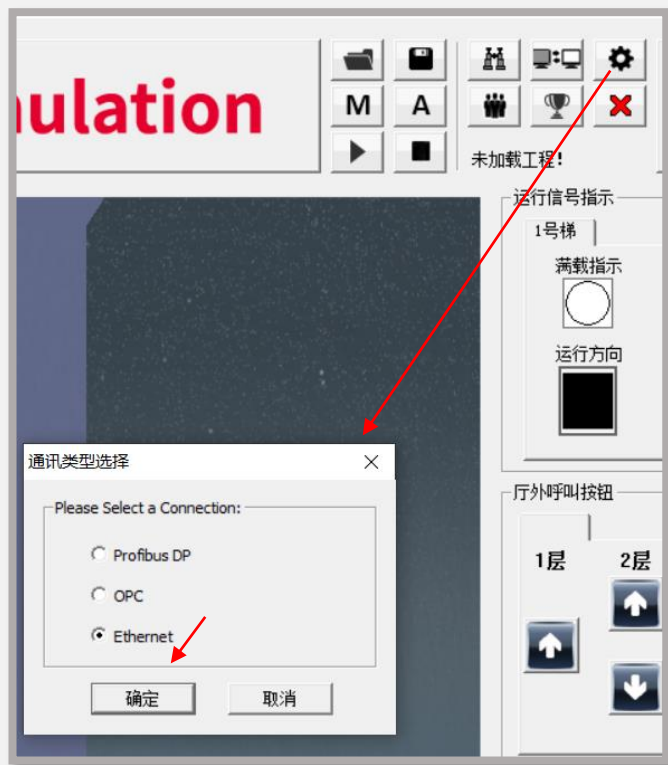 ulation
M
A
未加载工程!
运行信号指示
1号梯
满载指示
运行方向
通讯类型选择
Please Select a Connection:
Profibus DP
OPC
Ethernet
确定
取消
厅外呼叫按钮
1层
2层